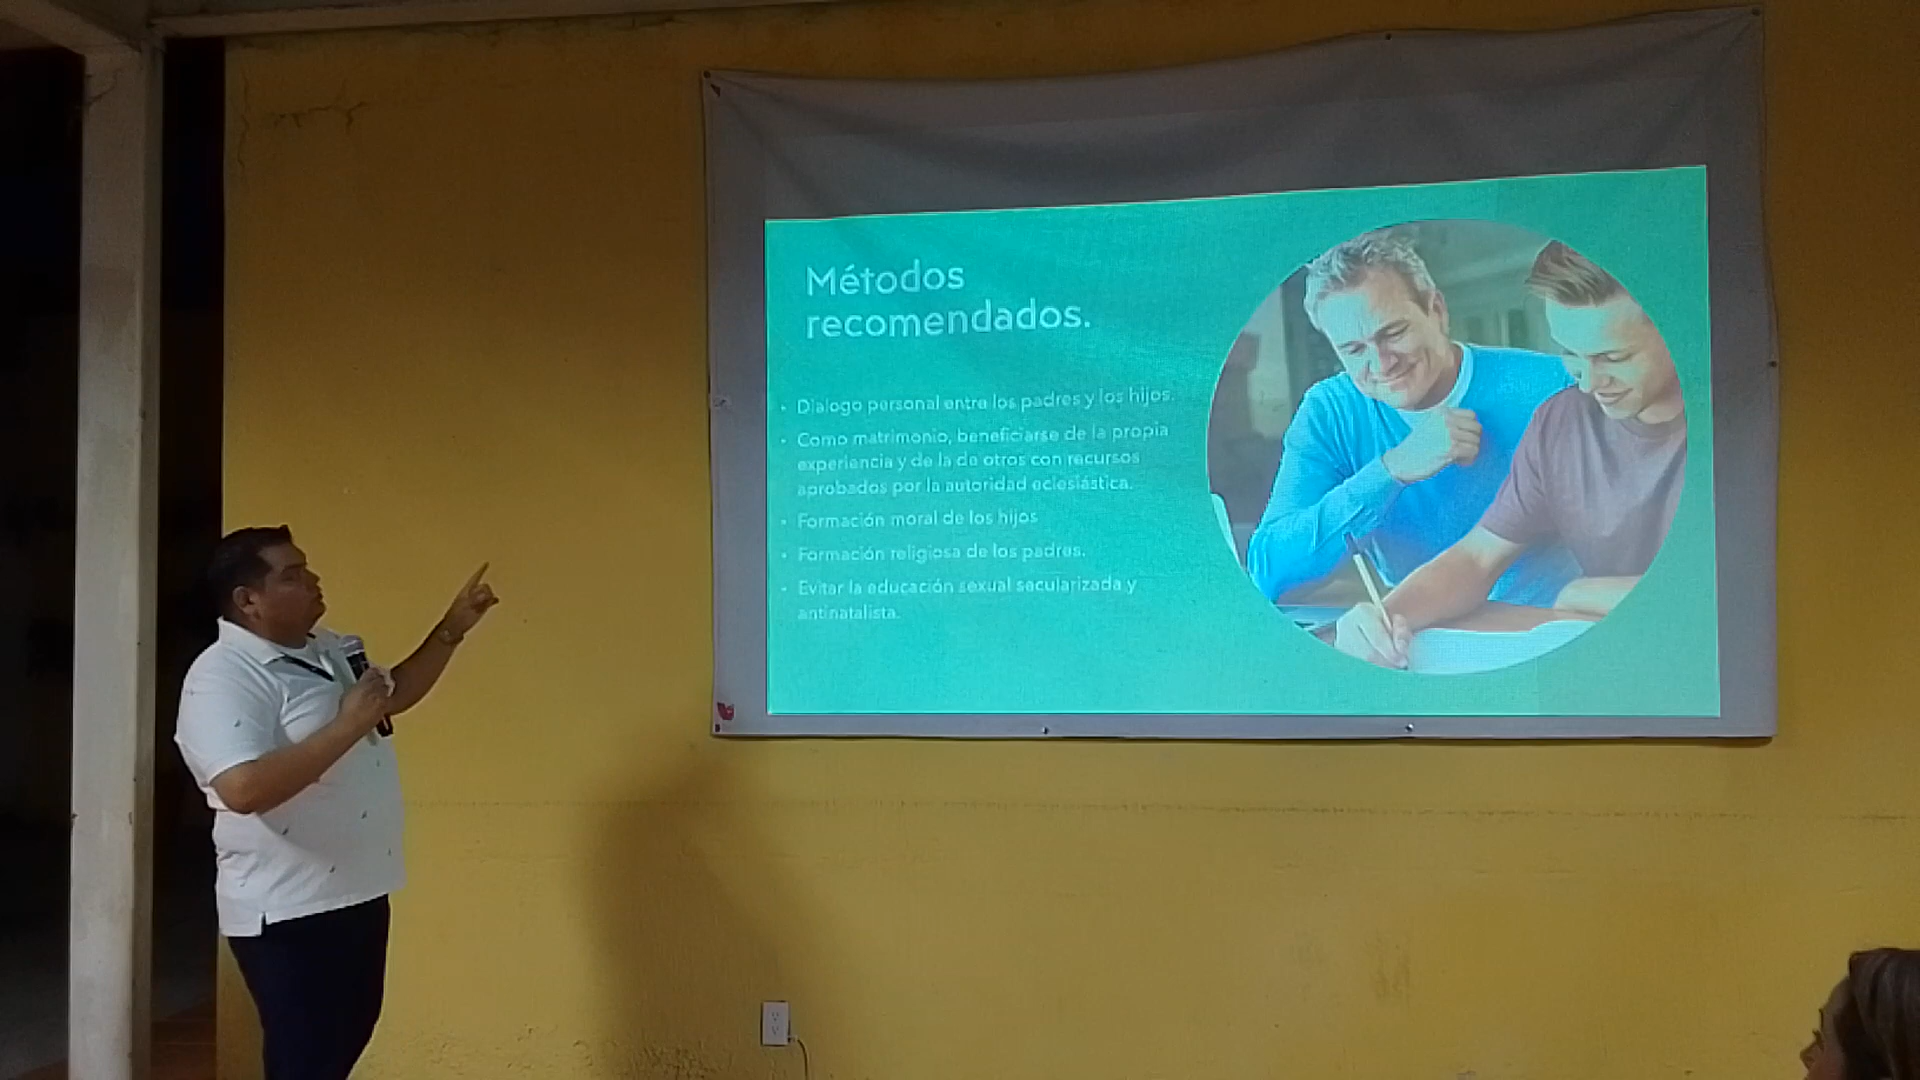 Métodos
recomendados.
• Dialogo personal entre los padres y los hijos.
• Como matrimonio, beneficiarse de la propia
experiencia y de la de otros con recursos
aprobados por la autoridad eclesiástica.
• Formación moral de los hijos
• Formación religiosa de los padres.
• Evitar la educación sexual secularizada y
antinatalista.